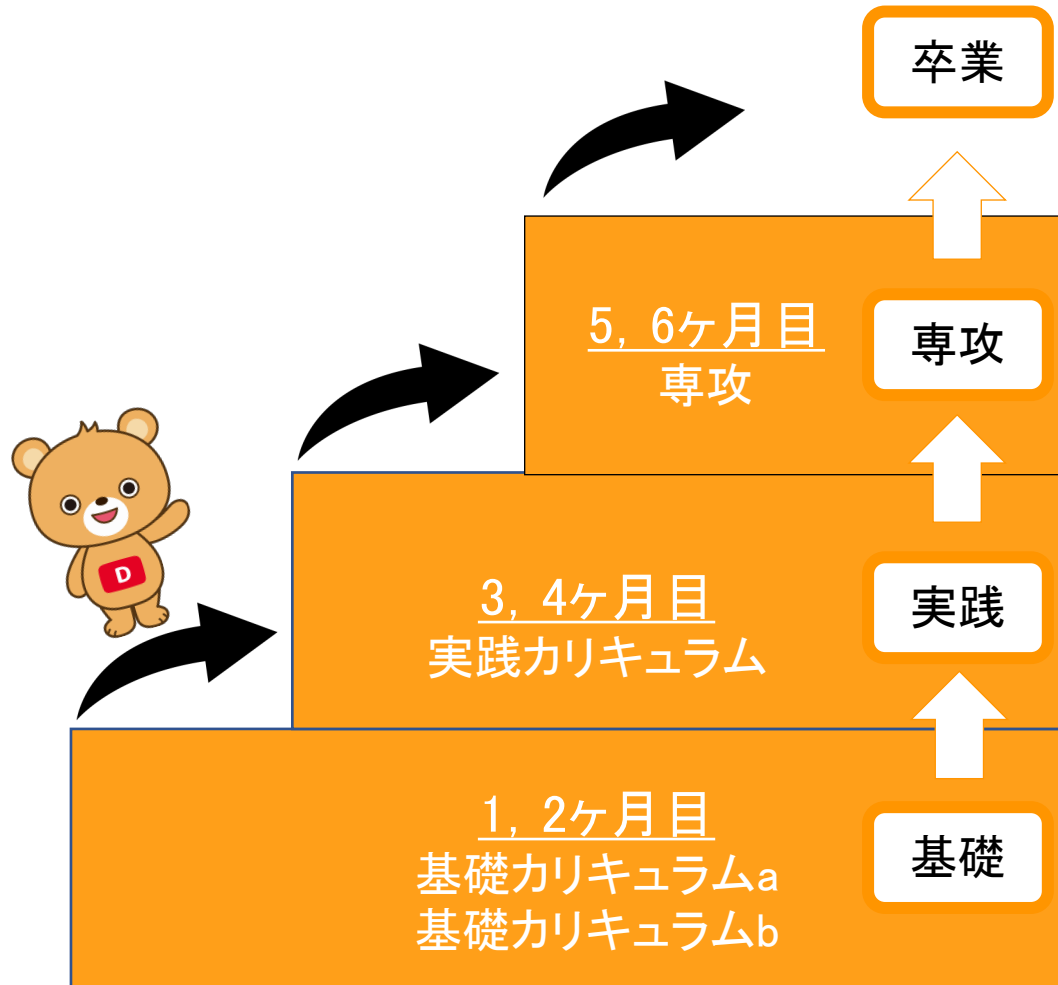 卒業
5, 6ヶ月目
専攻
専攻
3, 4ヶ月目
実践カリキュラム
実践
D
1, 2ヶ月目
基礎カリキュラムa
基礎カリキュラムb
基礎